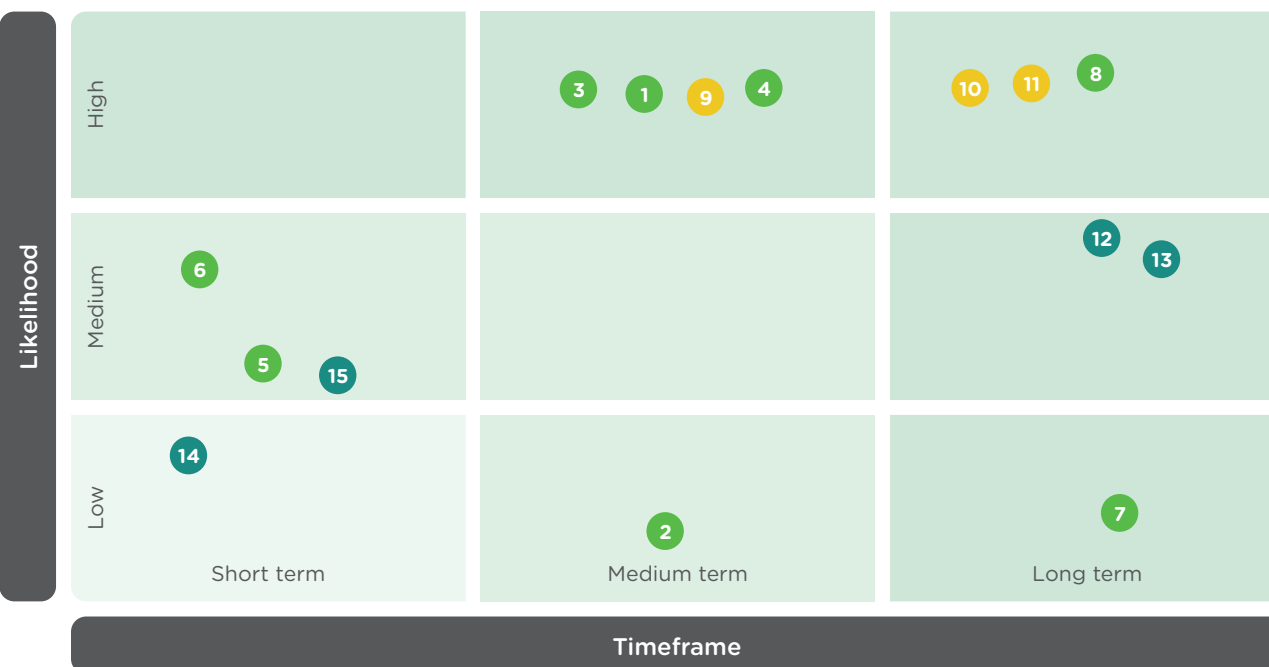 Likelihood
High
3 1 9 4
10 11 8
Medium
6
5 15
12
13
Low
14
2
7
Short term
Medium term
Long term
Timeframe